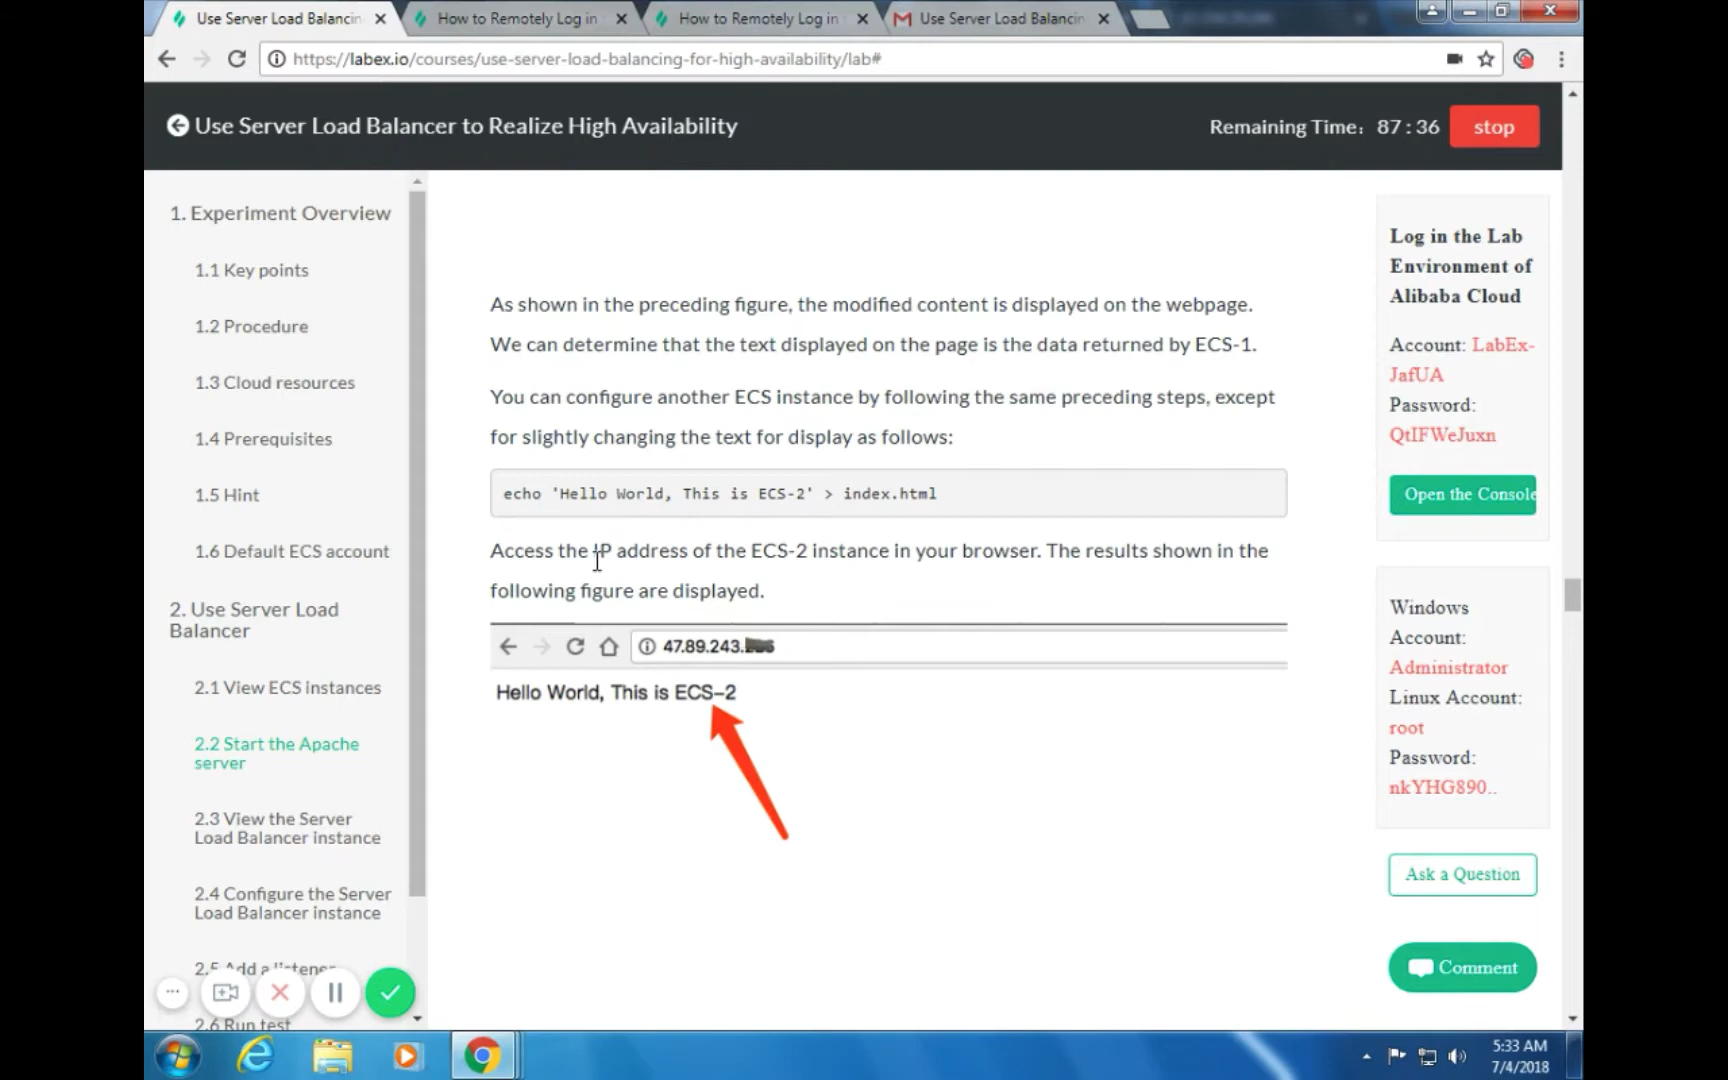 Use Server Load Balancin
How to Remotely Log in
How to Remotely Log in
Use Server Load Balancin
https://labex.io/courses/use-server-load-balancing-for-high-availability/lab#
Use Server Load Balancer to Realize High Availability
Remaining Time: 87 : 36
stop
1. Experiment Overview
1.1 Key points
1.2 Procedure
1.3 Cloud resources
1.4 Prerequisites
1.5 Hint
1.6 Default ECS account
2. Use Server Load
Balancer
2.1 View ECS instances
2.2 Start the Apache
server
2.3 View the Server
Load Balancer instance
2.4 Configure the Server
Load Balancer instance
2.5 Add a listener
2.6 Run test
As shown in the preceding figure, the modified content is displayed on the webpage.
We can determine that the text displayed on the page is the data returned by ECS-1.
You can configure another ECS instance by following the same preceding steps, except
for slightly changing the text for display as follows:
echo 'Hello World, This is ECS-2' > index.html
Access the IP address of the ECS-2 instance in your browser. The results shown in the
following figure are displayed.
47.89.243.
Hello World, This is ECS-2
Log in the Lab
Environment of
Alibaba Cloud
Account: LabEx-
JafUA
Password:
QtIFWeJuxn
Open the Console
Windows
Account:
Administrator
Linux Account:
root
Password:
nkYHG890..
Ask a Question
Comment
5:33 AM
7/4/2018